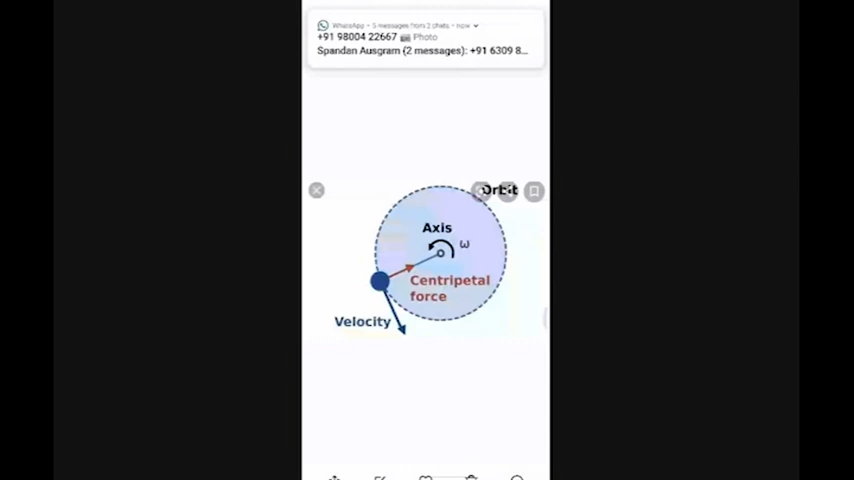 WhatsApp • 5 messages from 2 chats • now
+91 98004 22667 📷 Photo
Spandan Ausgram (2 messages): +91 6309 8...
Orbit
Axis
ω
Centripetal
force
Velocity